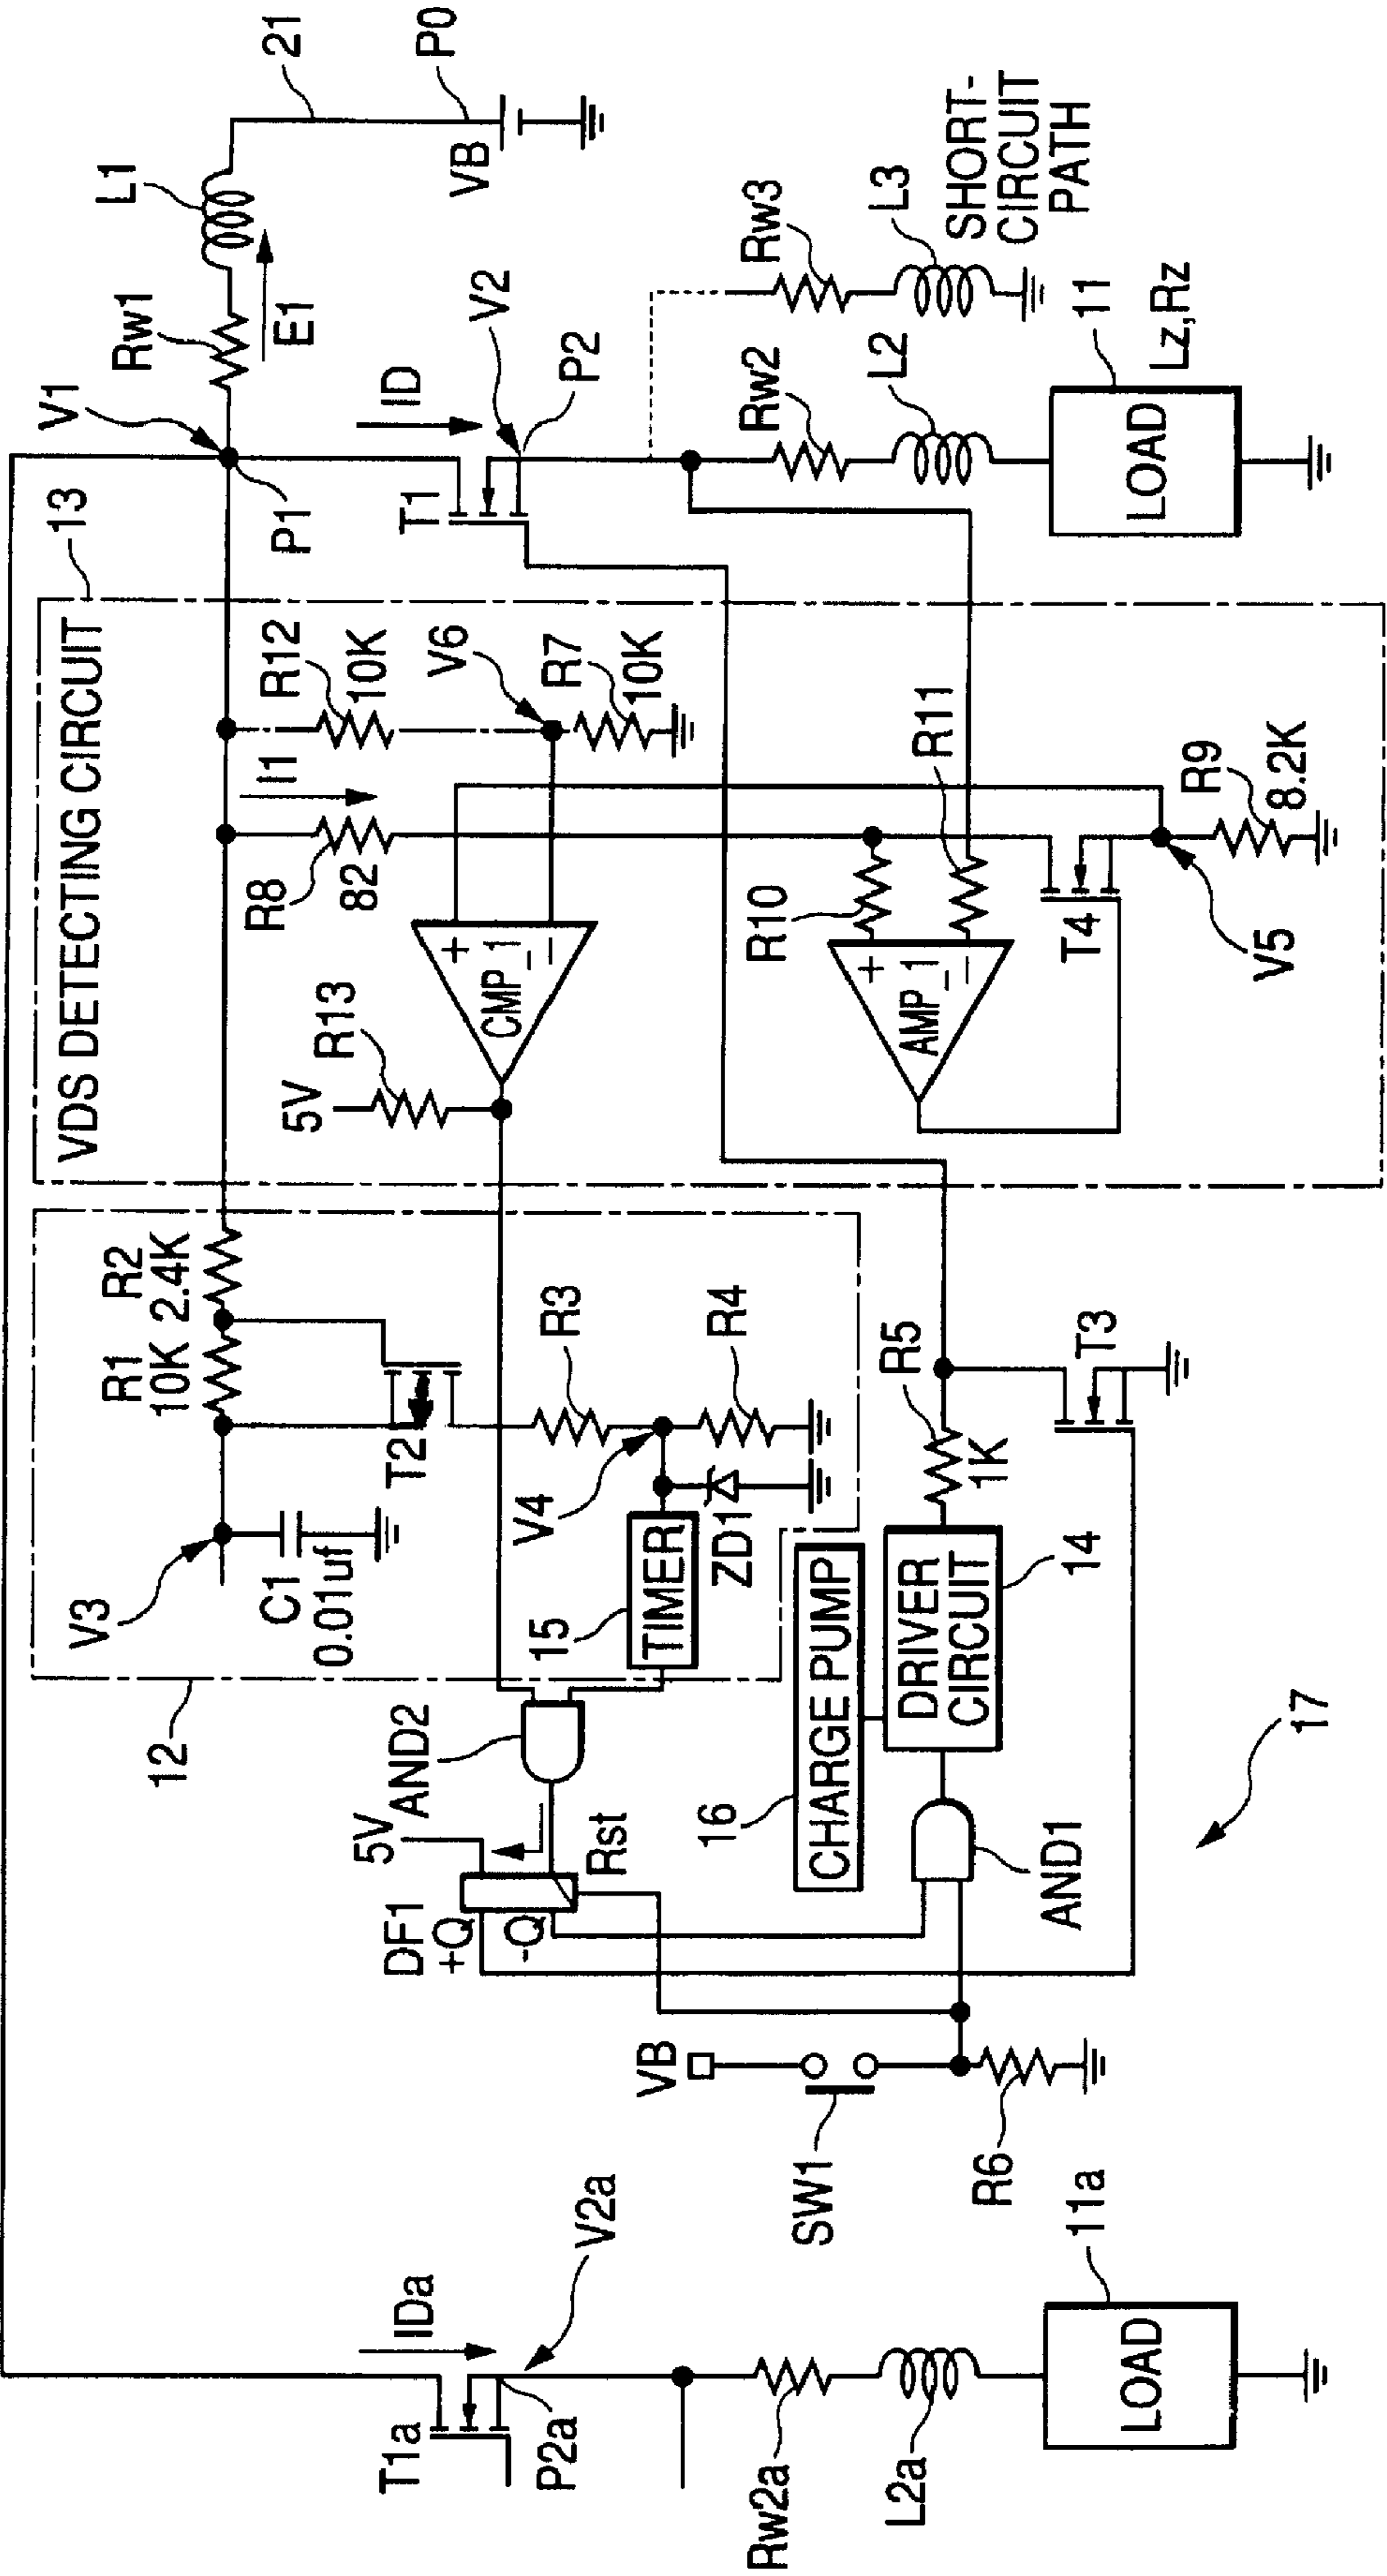 21
P0
VB
L1
Rw1
E1
V1
P1
ID
V2
P2
T1
Rw3
L3
SHORT-
CIRCUIT
PATH
Rw2
L2
11
Lz,Rz
LOAD
13
VDS DETECTING CIRCUIT
R12
10K
V6
R7
10K
I1
R8
82
R11
R10
R9
8.2K
T4
V5
+
CMP_1
−
+
AMP_1
−
5V
R13
R2
2.4K
R1
10K
T2
R3
R4
V4
V3
C1
0.01uf
ZD1
15
TIMER
12
R5
1K
T3
14
DRIVER
CIRCUIT
16
CHARGE PUMP
AND2
5V
Rst
DF1
+Q
-Q
AND1
17
VB
SW1
R6
IDa
V2a
T1a
P2a
Rw2a
L2a
11a
LOAD